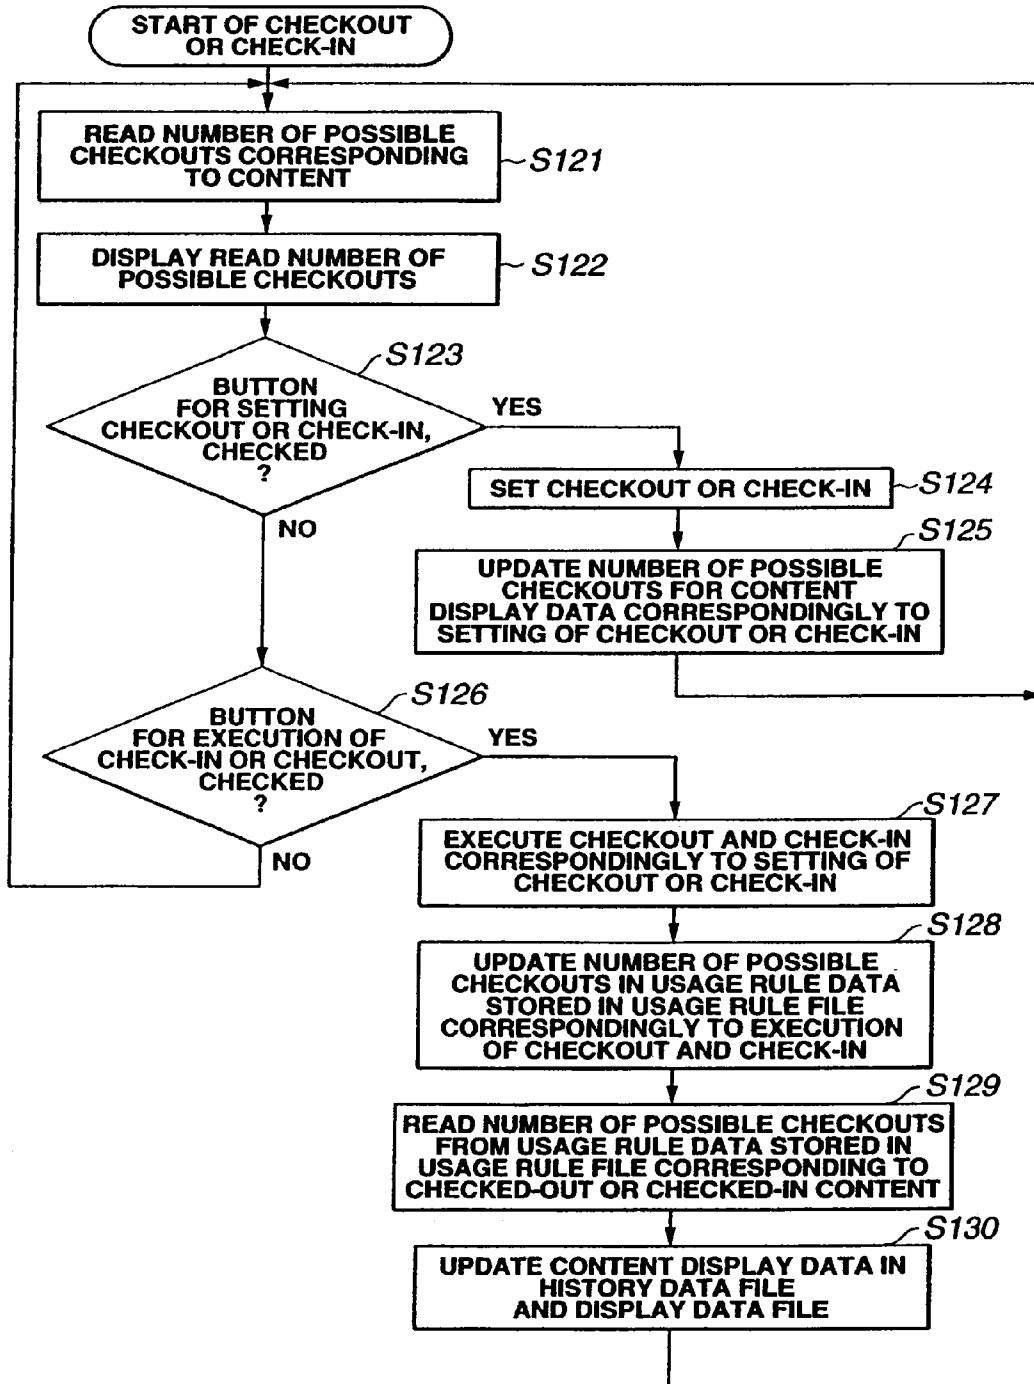 START OF CHECKOUT
OR CHECK-IN
READ NUMBER OF POSSIBLE
CHECKOUTS CORRESPONDING
TO CONTENT
S121
DISPLAY READ NUMBER OF
POSSIBLE CHECKOUTS
S122
S123
BUTTON
FOR SETTING
CHECKOUT OR CHECK-IN,
CHECKED
?
YES
NO
SET CHECKOUT OR CHECK-IN
S124
S125
UPDATE NUMBER OF POSSIBLE
CHECKOUTS FOR CONTENT
DISPLAY DATA CORRESPONDINGLY TO
SETTING OF CHECKOUT OR CHECK-IN
S126
BUTTON
FOR EXECUTION OF
CHECK-IN OR CHECKOUT,
CHECKED
?
YES
NO
S127
EXECUTE CHECKOUT AND CHECK-IN
CORRESPONDINGLY TO SETTING OF
CHECKOUT OR CHECK-IN
S128
UPDATE NUMBER OF POSSIBLE
CHECKOUTS IN USAGE RULE DATA
STORED IN USAGE RULE FILE
CORRESPONDINGLY TO EXECUTION
OF CHECKOUT AND CHECK-IN
S129
READ NUMBER OF POSSIBLE CHECKOUTS
FROM USAGE RULE DATA STORED IN
USAGE RULE FILE CORRESPONDING TO
CHECKED-OUT OR CHECKED-IN CONTENT
S130
UPDATE CONTENT DISPLAY DATA IN
HISTORY DATA FILE
AND DISPLAY DATA FILE